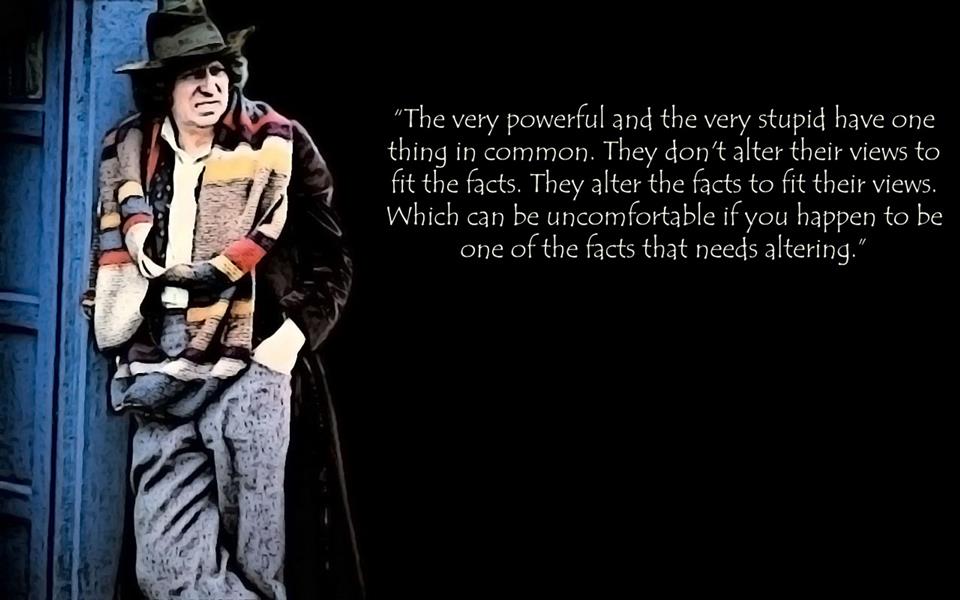 “The very powerful and the very stupid have one
thing in common. They don’t alter their views to
fit the facts. They alter the facts to fit their views.
Which can be uncomfortable if you happen to be
one of the facts that needs altering.”